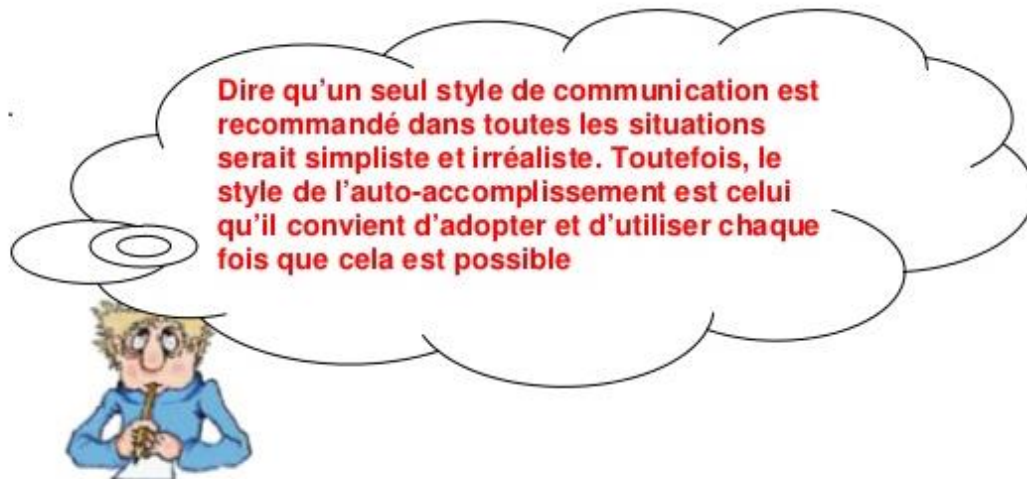 Dire qu'un seul style de communication est
recommandé dans toutes les situations
serait simpliste et irréaliste. Toutefois, le
style de l'auto-accomplissement est celui
qu'il convient d'adopter et d'utiliser chaque
fois que cela est possible